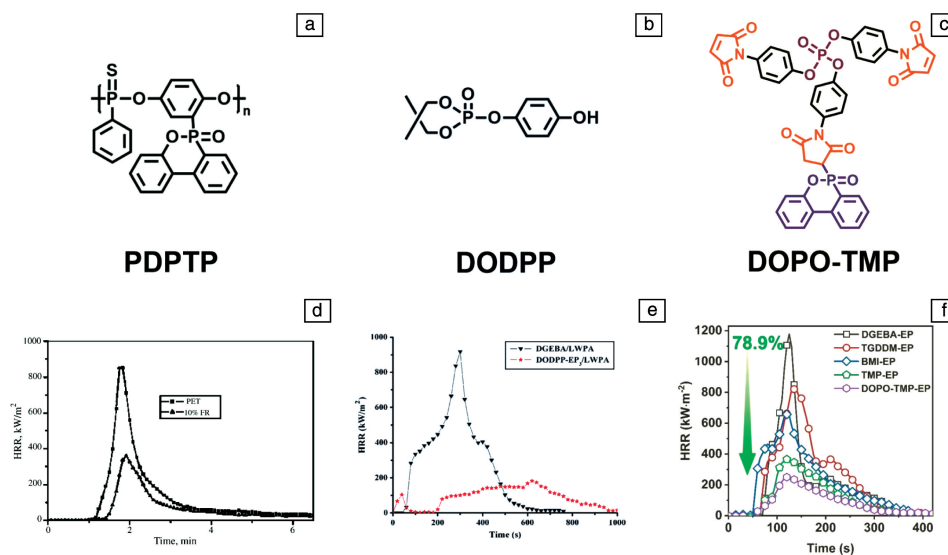 a
b
c
S
P
O
O
n
O
P
O
O
O
P
O
O
OH
O
N
O
O
O
P
O
O
O
N
O
O
N
O
O
P
O
PDPTP
DODPP
DOPO-TMP
d
e
f
HRR, kW/m²
1000
800
600
400
200
0
0
2
4
6
Time, min
PET
10% FR
HRR (kW/m²)
1000
800
600
400
200
0
0
200
400
600
800
1000
Time (s)
DGEBA/LWPA
DODPP-EP₃/LWPA
HRR (kW·m⁻²)
1200
1000
800
600
400
200
0
0
100
200
300
400
Time (s)
78.9%
DGEBA-EP
TGDDM-EP
BMI-EP
TMP-EP
DOPO-TMP-EP